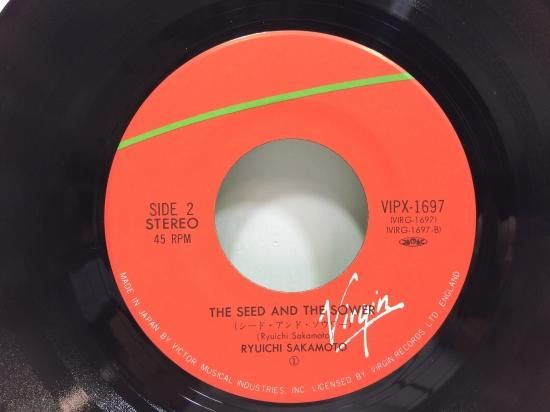 SIDE 2
STEREO
45 RPM
VIPX-1697
(VIRG-1697)
(VIRG-1697-B)
THE SEED AND THE SOWER
(シード・アンド・
(Ryuichi Sakamoto
RYUICHI SAKAMOTO
①
Virgin
MADE IN JAPAN BY VICTOR MUSICAL INDUSTRIES, INC. LICENSED BY VIRGIN RECORDS LTD ENGLAND